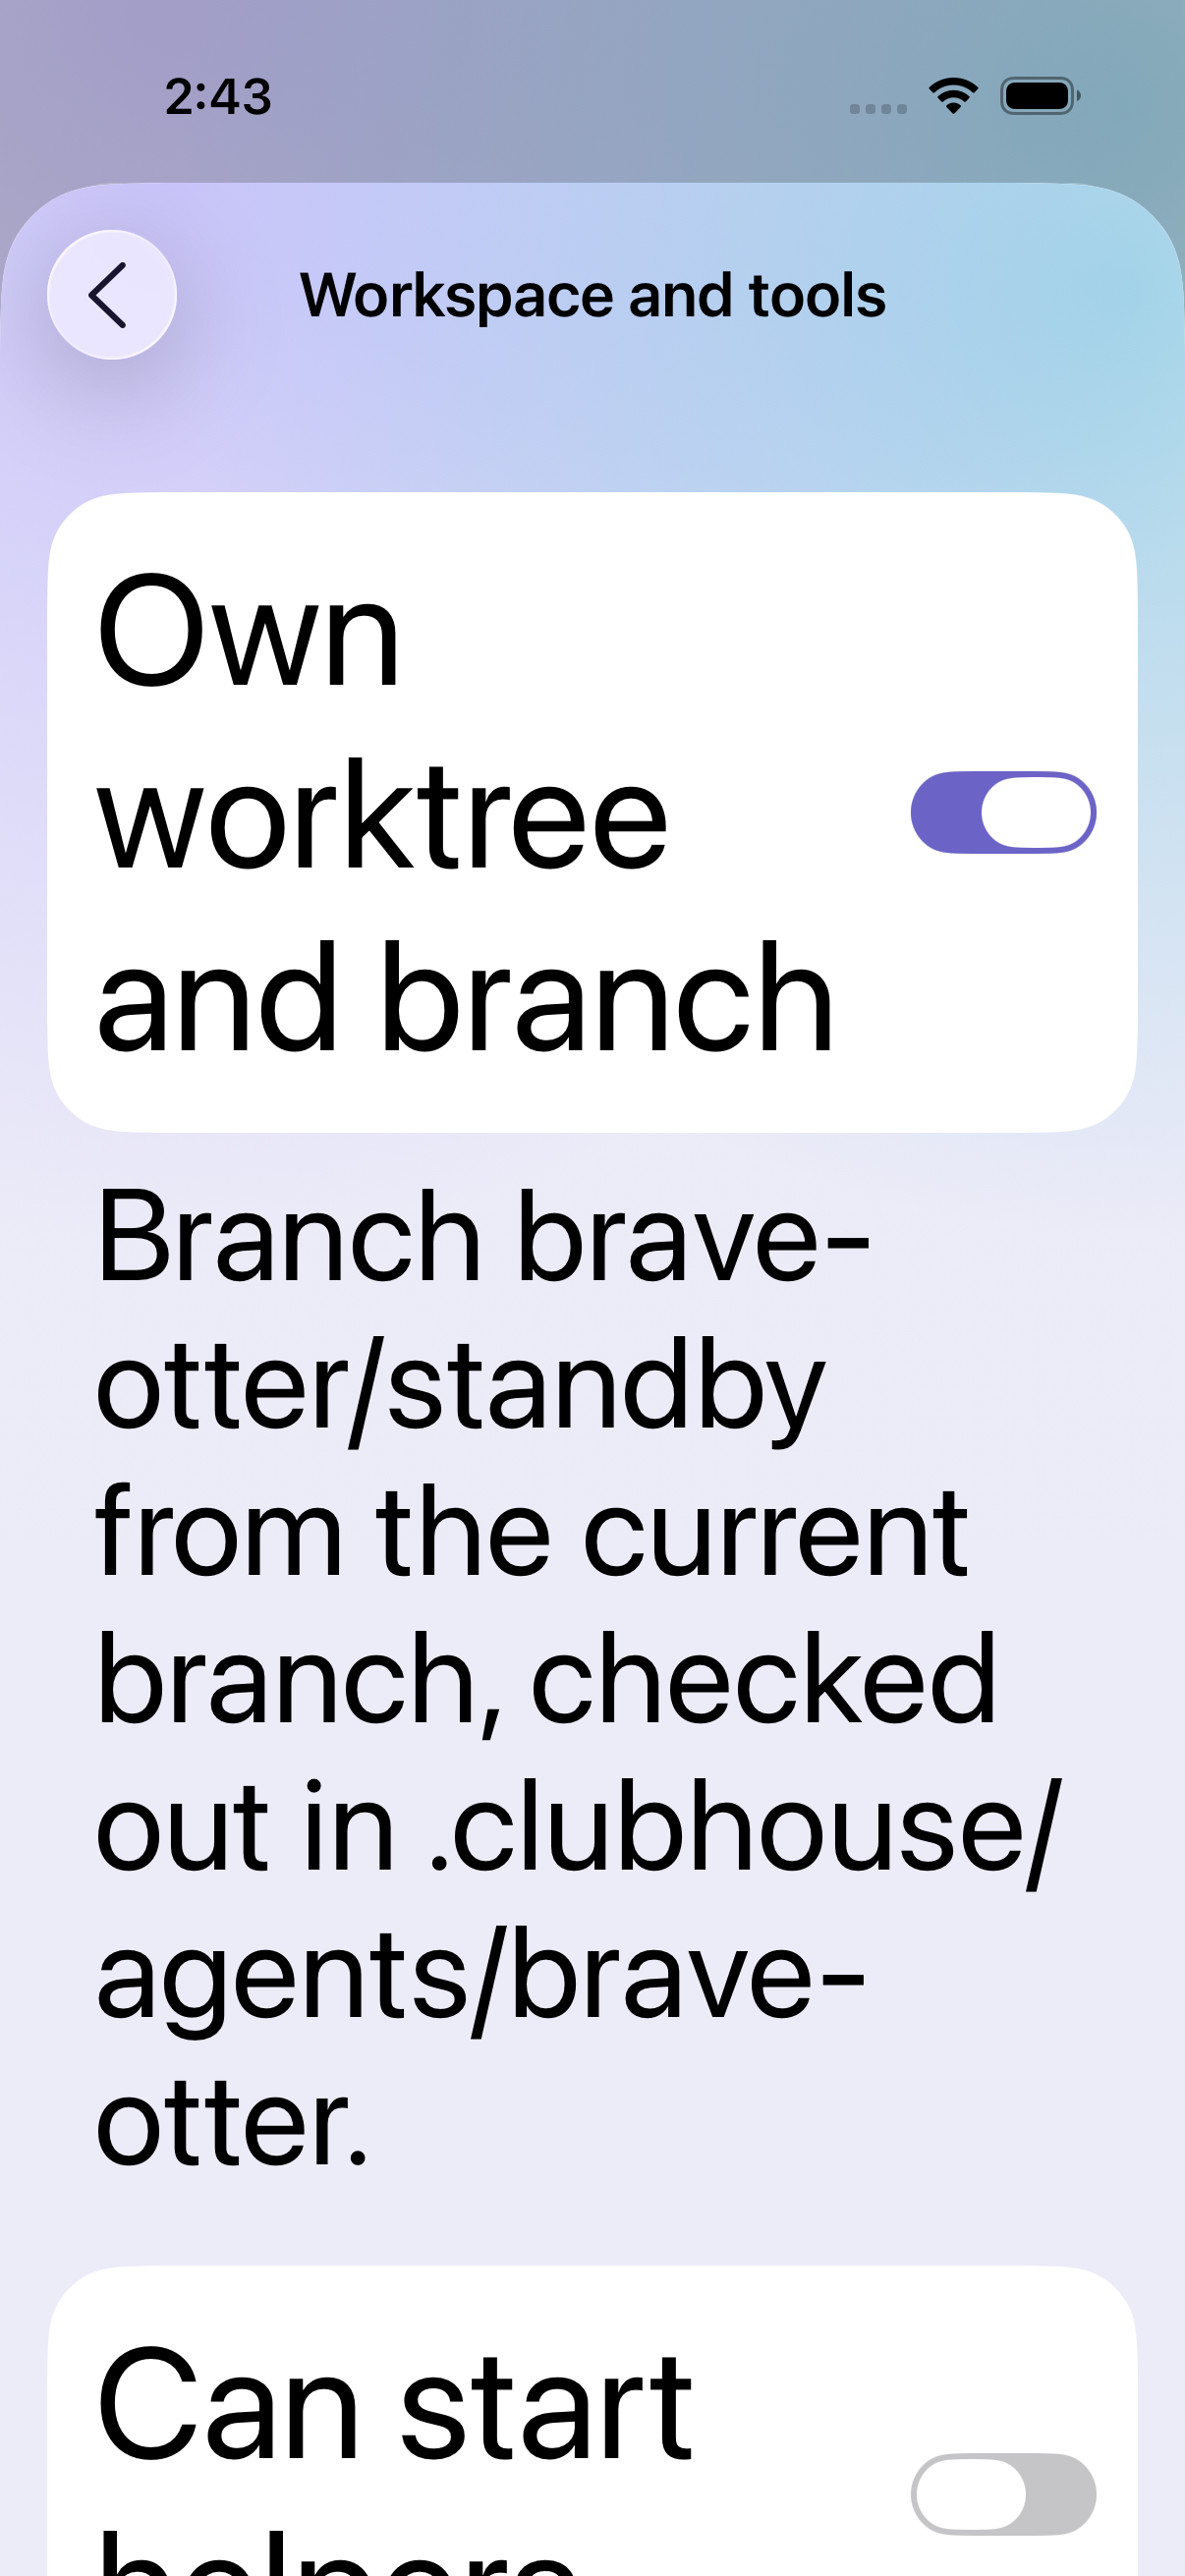 2:43
Workspace and tools
Own
worktree
and branch
Branch brave-
otter/standby
from the current
branch, checked
out in .clubhouse/
agents/brave-
otter.
Can start
helpers